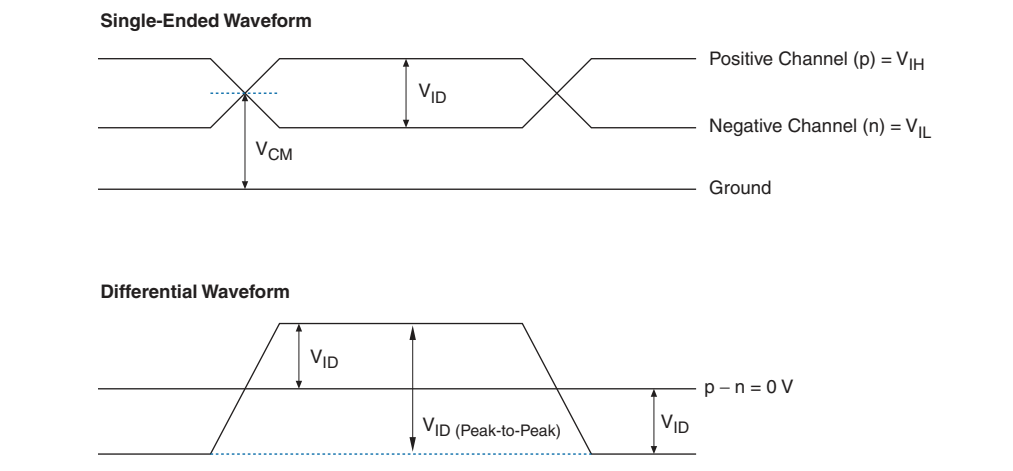 Single-Ended Waveform
Positive Channel (p) = VIH
VID
Negative Channel (n) = VIL
VCM
Ground
Differential Waveform
VID
p – n = 0 V
VID (Peak-to-Peak)
VID